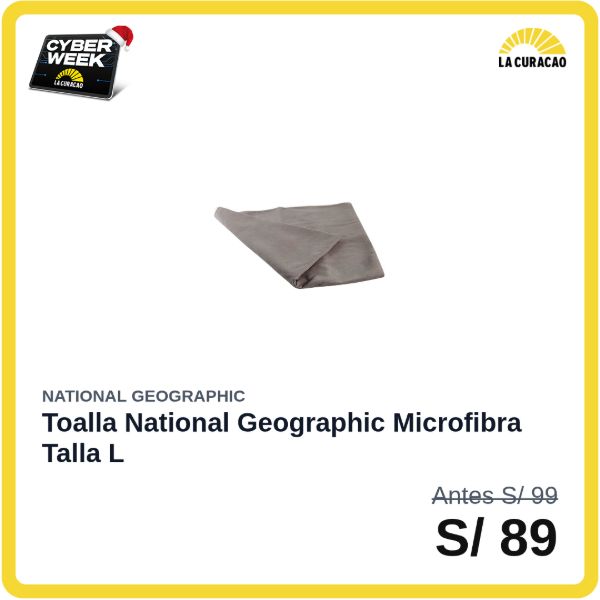 CYBER
WEEK
LA CURACAO
LA CURACAO
NATIONAL GEOGRAPHIC
Toalla National Geographic Microfibra
Talla L
Antes S/ 99
S/ 89